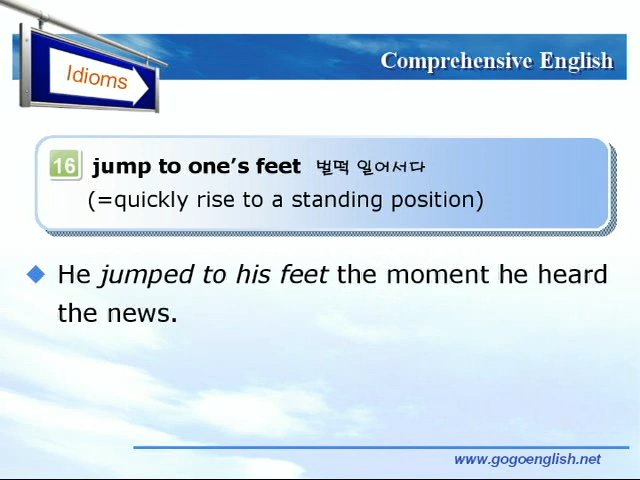 Idioms
Comprehensive English
16 jump to one's feet 벌떡 일어서다
(=quickly rise to a standing position)
He jumped to his feet the moment he heard
the news.
www.gogoenglish.net